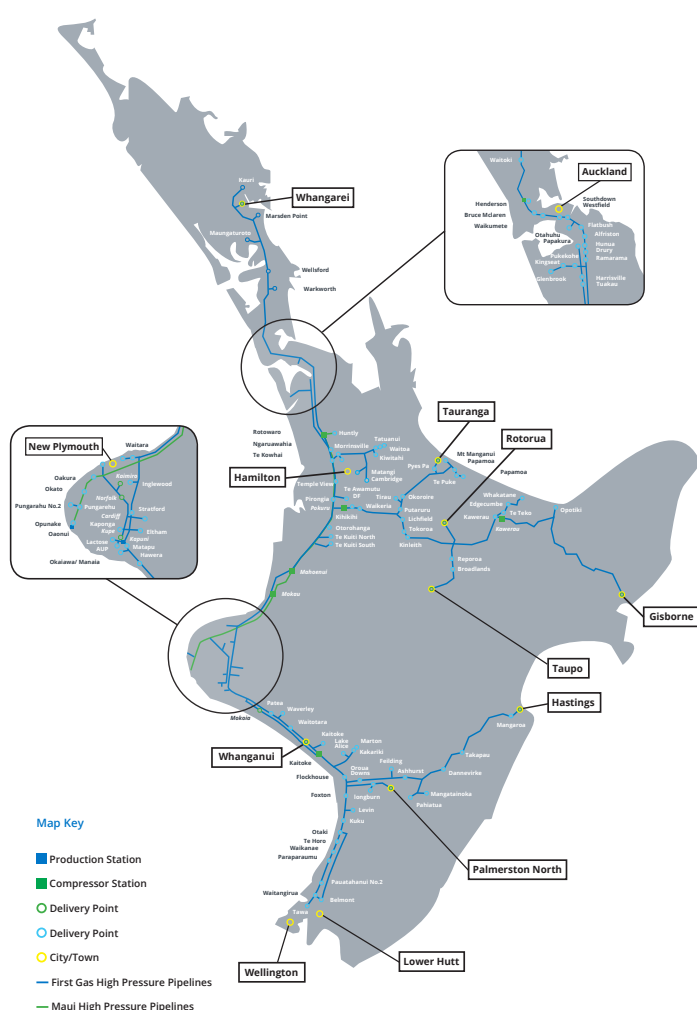 Kauri
Whangarei
Marsden Point
Maungaturoto
Wellsford
Warkworth
Waitoki
Auckland
Henderson
Southdown
Westfield
Bruce Mclaren
Waikumete
Flatbush
Otahuhu
Papakura
Alfriston
Hunua
Drury
Pukekohe
Kingseat
Ramarama
Glenbrook
Harrisville
Tuakau
Rotowaro
Ngaruawahia
Te Kowhai
Huntly
Morrinsville
Tatuanui
Waitoa
Kiwitahi
Hamilton
Matangi
Cambridge
Temple View
Te Awamutu
DF
Pirongia
Pokuru
Kihikihi
Waikeria
Tirau
Okoroire
Putaruru
Lichfield
Tokoroa
Kinleith
Otorohanga
Te Kuiti North
Te Kuiti South
Tauranga
Rotorua
Mt Manganui
Papamoa
Papamoa
Pyes Pa
Te Puke
Whakatane
Edgecumbe
Te Teko
Kawerau
Kawerau
Opotiki
Reporoa
Broadlands
Gisborne
Taupo
Mahoenui
Mokau
New Plymouth
Waitara
Oakura
Okato
Kaimiro
Inglewood
Pungarahu No.2
Norfolk
Pungarahu
Stratford
Cardiff
Opunake
Kaponga
Oaonui
Kupe
Eltham
Kapuni
Lactose
AUP
Matapu
Hawera
Okaiawa/ Manaia
Mokoia
Patea
Waverley
Waitotara
Whanganui
Kaitoke
Kaitoke
Lake
Alice
Marton
Kakariki
Flockhouse
Oroua
Downs
Feilding
Ashhurst
Foxton
longburn
Levin
Kuku
Otaki
Te Horo
Waikanae
Paraparaumu
Hastings
Mangaroa
Takapau
Dannevirke
Mangatainoka
Pahiatua
Palmerston North
Pauatahanui No.2
Waitangirua
Belmont
Tawa
Lower Hutt
Wellington
Map Key
Production Station
Compressor Station
Delivery Point
Delivery Point
City/Town
First Gas High Pressure Pipelines
Maui High Pressure Pipelines